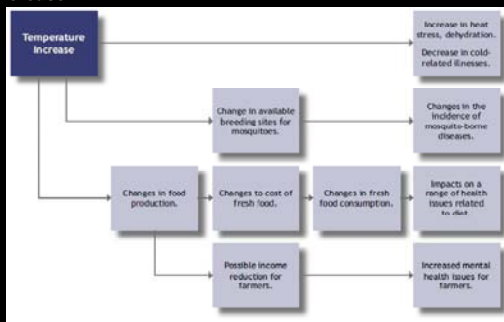 Temperature
Increase
Increase in heat
stress, dehydration.
Decrease in cold-
related illnesses.
Change in available
breeding sites for
mosquitoes.
Changes in the
incidence of
mosquito-borne
diseases.
Changes in food
production.
Changes to cost of
fresh food.
Changes in fresh
food consumption.
Impacts on a
range of health
issues related
to diet.
Possible income
reduction for
farmers.
Increased mental
health issues for
farmers.